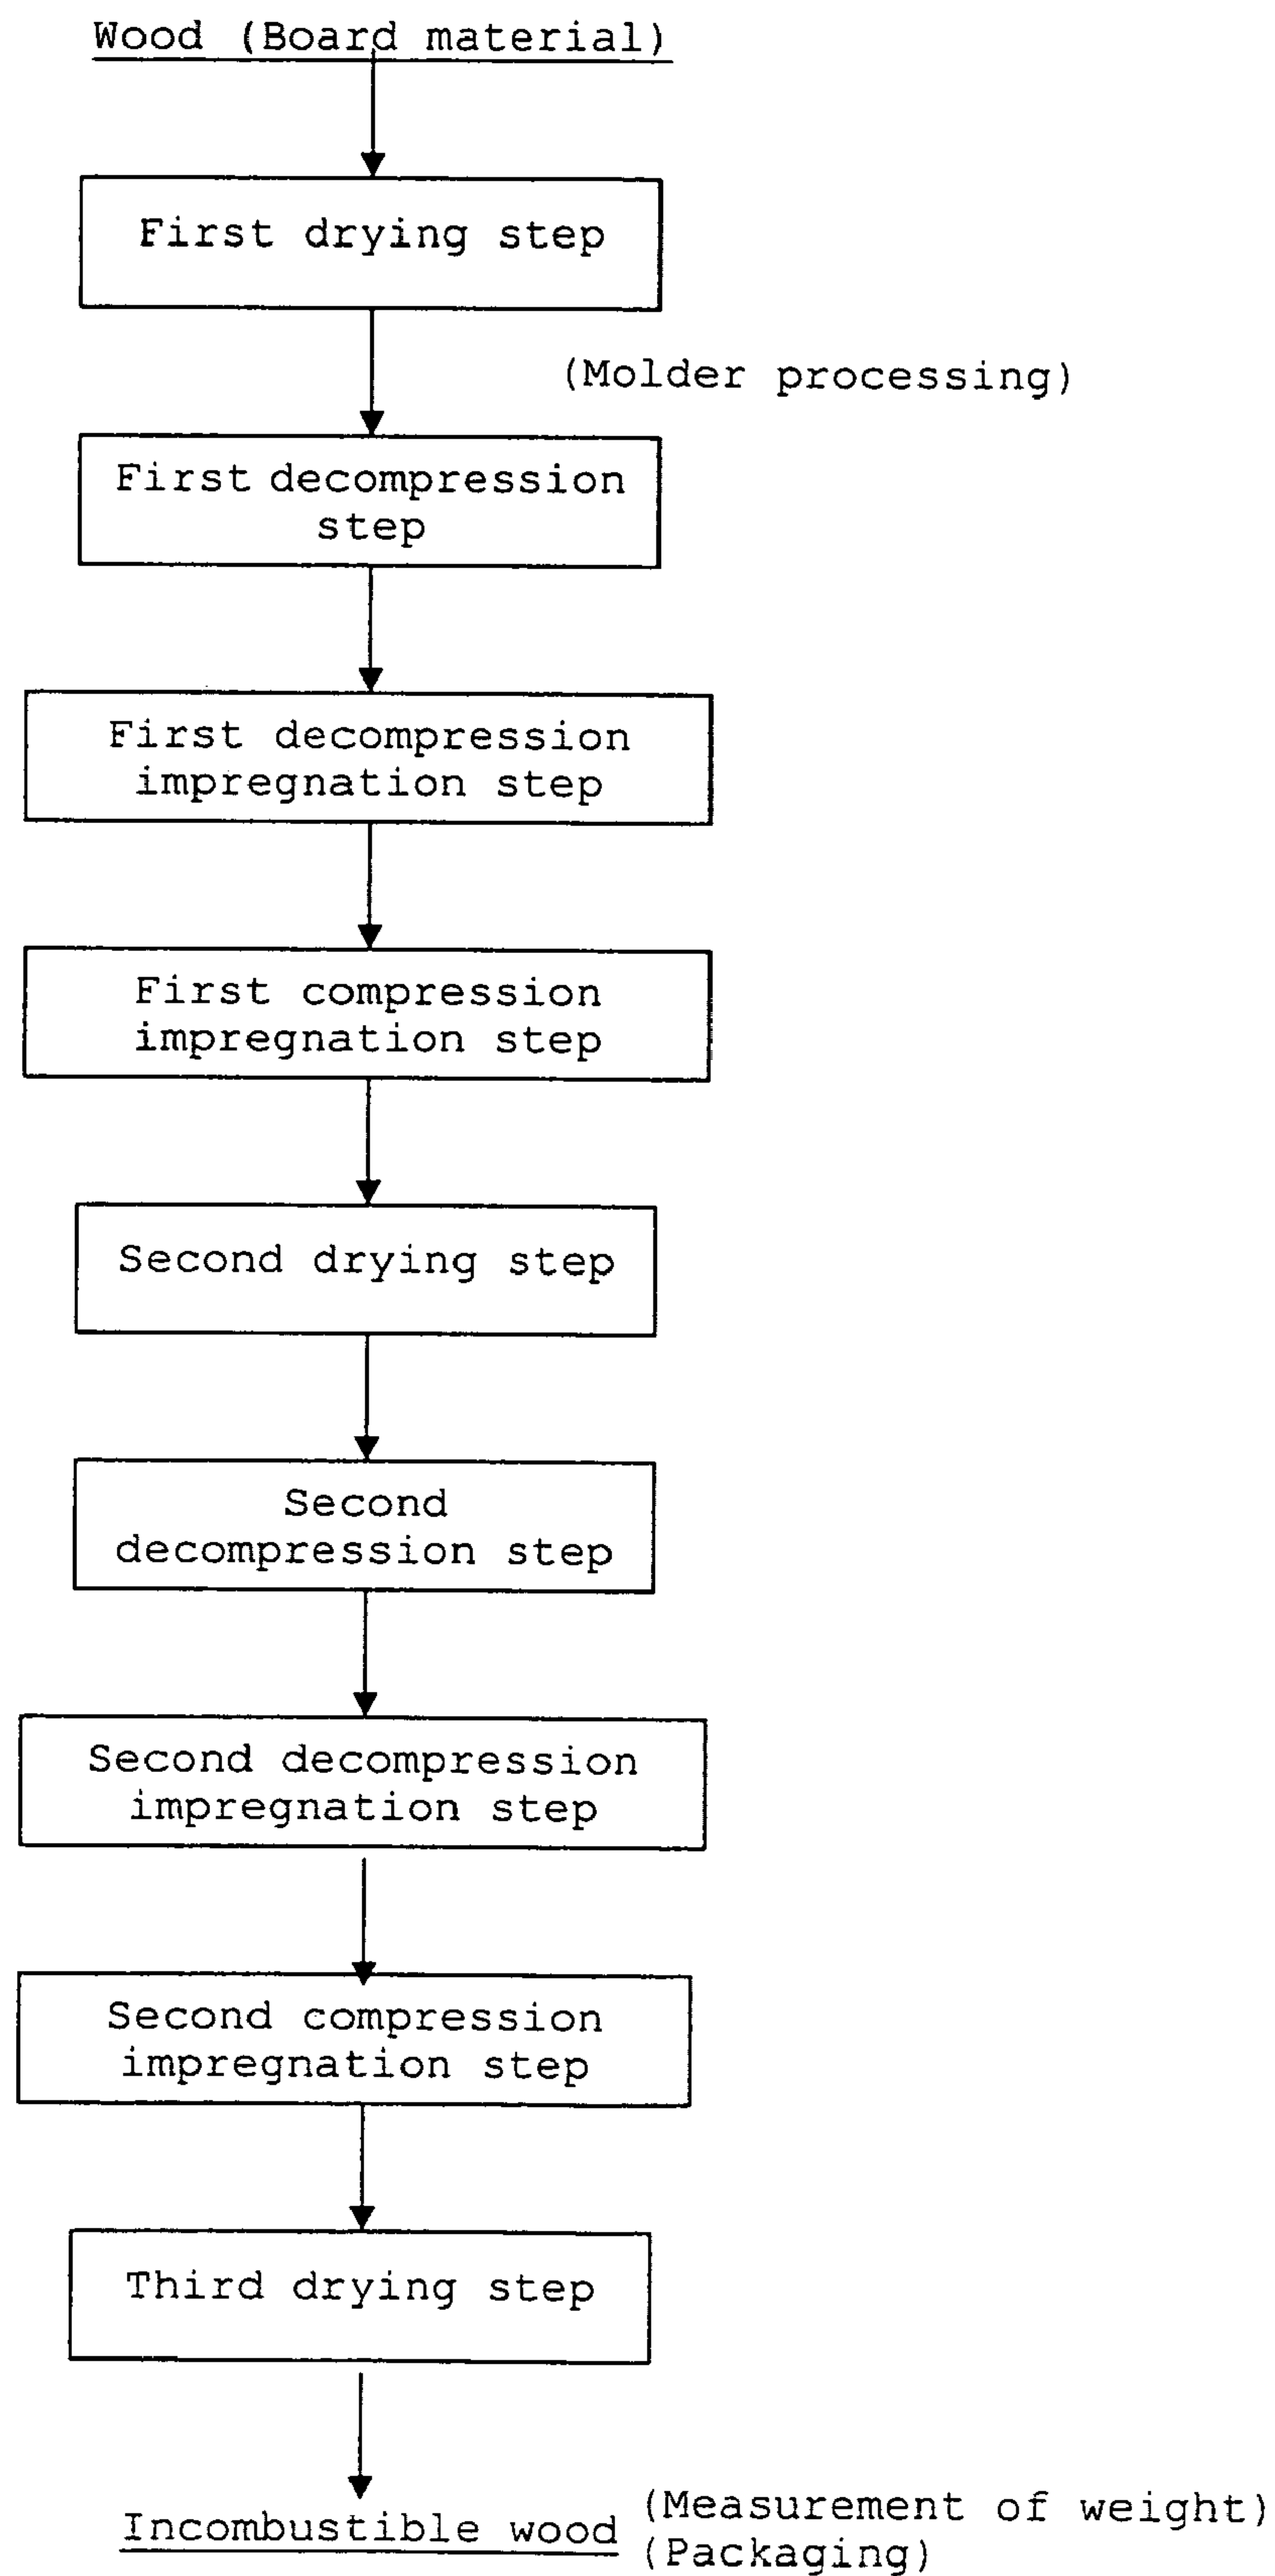 Wood (Board material)
First drying step
(Molder processing)
First decompression
step
First decompression
impregnation step
First compression
impregnation step
Second drying step
Second
decompression step
Second decompression
impregnation step
Second compression
impregnation step
Third drying step
Incombustible wood
(Measurement of weight)
(Packaging)